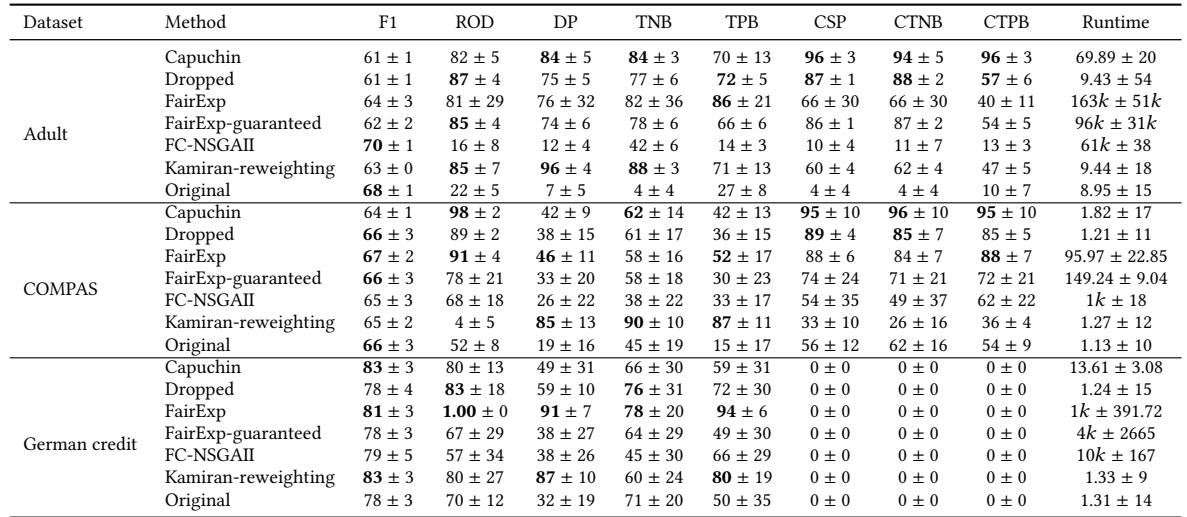 Dataset Method F1 ROD DP TNB TPB CSP CTNB CTPB Runtime
Capuchin 61 ± 1 82 ± 5 84 ± 5 84 ± 3 70 ± 13 96 ± 3 94 ± 5 96 ± 3 69.89 ± 20
Dropped 61 ± 1 87 ± 4 75 ± 5 77 ± 6 72 ± 5 87 ± 1 88 ± 2 57 ± 6 9.43 ± 54
FairExp 64 ± 3 81 ± 29 76 ± 32 82 ± 36 86 ± 21 66 ± 30 66 ± 30 40 ± 11 163k ± 51k
Adult FairExp-guaranteed 62 ± 2 85 ± 4 74 ± 6 78 ± 6 66 ± 6 86 ± 1 87 ± 2 54 ± 5 96k ± 31k
FC-NSGAII 70 ± 1 16 ± 8 12 ± 4 42 ± 6 14 ± 3 10 ± 4 11 ± 7 13 ± 3 61k ± 38
Kamiran-reweighting 63 ± 0 85 ± 7 96 ± 4 88 ± 3 71 ± 13 60 ± 4 62 ± 4 47 ± 5 9.44 ± 18
Original 68 ± 1 22 ± 5 7 ± 5 4 ± 4 27 ± 8 4 ± 4 4 ± 4 10 ± 7 8.95 ± 15
Capuchin 64 ± 1 98 ± 2 42 ± 9 62 ± 14 42 ± 13 95 ± 10 96 ± 10 95 ± 10 1.82 ± 17
Dropped 66 ± 3 89 ± 2 38 ± 15 61 ± 17 36 ± 15 89 ± 4 85 ± 7 85 ± 5 1.21 ± 11
FairExp 67 ± 2 91 ± 4 46 ± 11 58 ± 16 52 ± 17 88 ± 6 84 ± 7 88 ± 7 95.97 ± 22.85
COMPAS FairExp-guaranteed 66 ± 3 78 ± 21 33 ± 20 58 ± 18 30 ± 23 74 ± 24 71 ± 21 72 ± 21 149.24 ± 9.04
FC-NSGAII 65 ± 3 68 ± 18 26 ± 22 38 ± 22 33 ± 17 54 ± 35 49 ± 37 62 ± 22 1k ± 18
Kamiran-reweighting 65 ± 2 4 ± 5 85 ± 13 90 ± 10 87 ± 11 33 ± 10 26 ± 16 36 ± 4 1.27 ± 12
Original 66 ± 3 52 ± 8 19 ± 16 45 ± 19 15 ± 17 56 ± 12 62 ± 16 54 ± 9 1.13 ± 10
Capuchin 83 ± 3 80 ± 13 49 ± 31 66 ± 30 59 ± 31 0 ± 0 0 ± 0 0 ± 0 13.61 ± 3.08
Dropped 78 ± 4 83 ± 18 59 ± 10 76 ± 31 72 ± 30 0 ± 0 0 ± 0 0 ± 0 1.24 ± 15
FairExp 81 ± 3 1.00 ± 0 91 ± 7 78 ± 20 94 ± 6 0 ± 0 0 ± 0 0 ± 0 1k ± 391.72
German credit FairExp-guaranteed 78 ± 3 67 ± 29 38 ± 27 64 ± 29 49 ± 30 0 ± 0 0 ± 0 0 ± 0 4k ± 2665
FC-NSGAII 79 ± 5 57 ± 34 38 ± 26 45 ± 30 66 ± 29 0 ± 0 0 ± 0 0 ± 0 10k ± 167
Kamiran-reweighting 83 ± 3 80 ± 27 87 ± 10 60 ± 24 80 ± 19 0 ± 0 0 ± 0 0 ± 0 1.33 ± 9
Original 78 ± 3 70 ± 12 32 ± 19 71 ± 20 50 ± 35 0 ± 0 0 ± 0 0 ± 0 1.31 ± 14